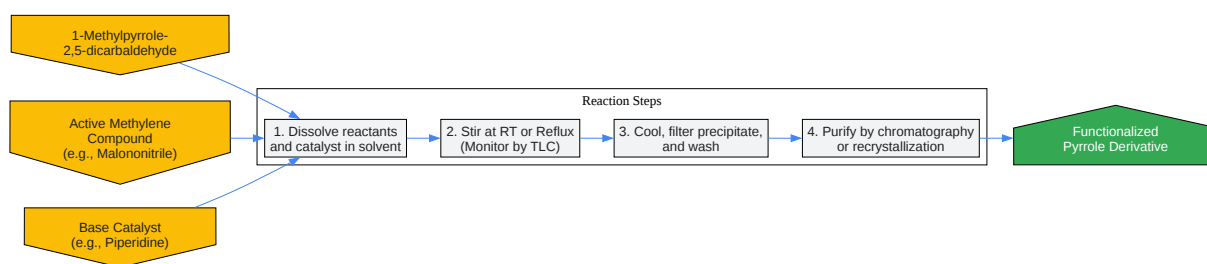 1-Methylpyrrole-
2,5-dicarbaldehyde
Active Methylene
Compound
(e.g., Malononitrile)
Base Catalyst
(e.g., Piperidine)
Reaction Steps
1. Dissolve reactants
and catalyst in solvent
2. Stir at RT or Reflux
(Monitor by TLC)
3. Cool, filter precipitate,
and wash
4. Purify by chromatography
or recrystallization
Functionalized
Pyrrole Derivative